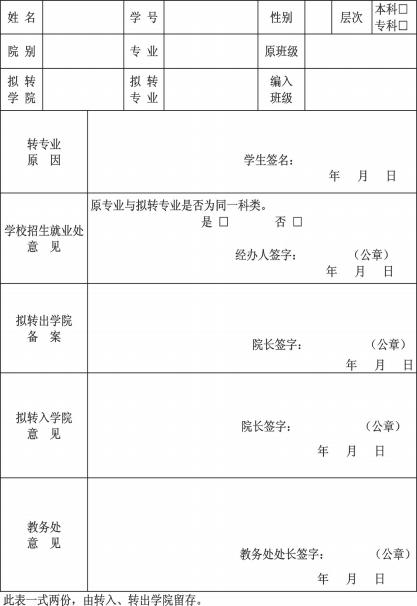 姓 名 学 号 性别 层次 本科□
专科□
院 别 专 业 原班级
拟 转 拟 转 编入
学 院 专 业 班级
转专业
原 因
学生签名：
年 月 日
原专业与拟转专业是否为同一科类。
是 □ 否 □
学校招生就业处
意 见
经办人签字： （公章）
年 月 日
拟转出学院
备 案
院长签字： （公章）
年 月 日
拟转入学院
意 见
院长签字： （公章）
年 月 日
教务处
意 见
教务处处长签字： （公章）
年 月 日
此表一式两份，由转入、转出学院留存。